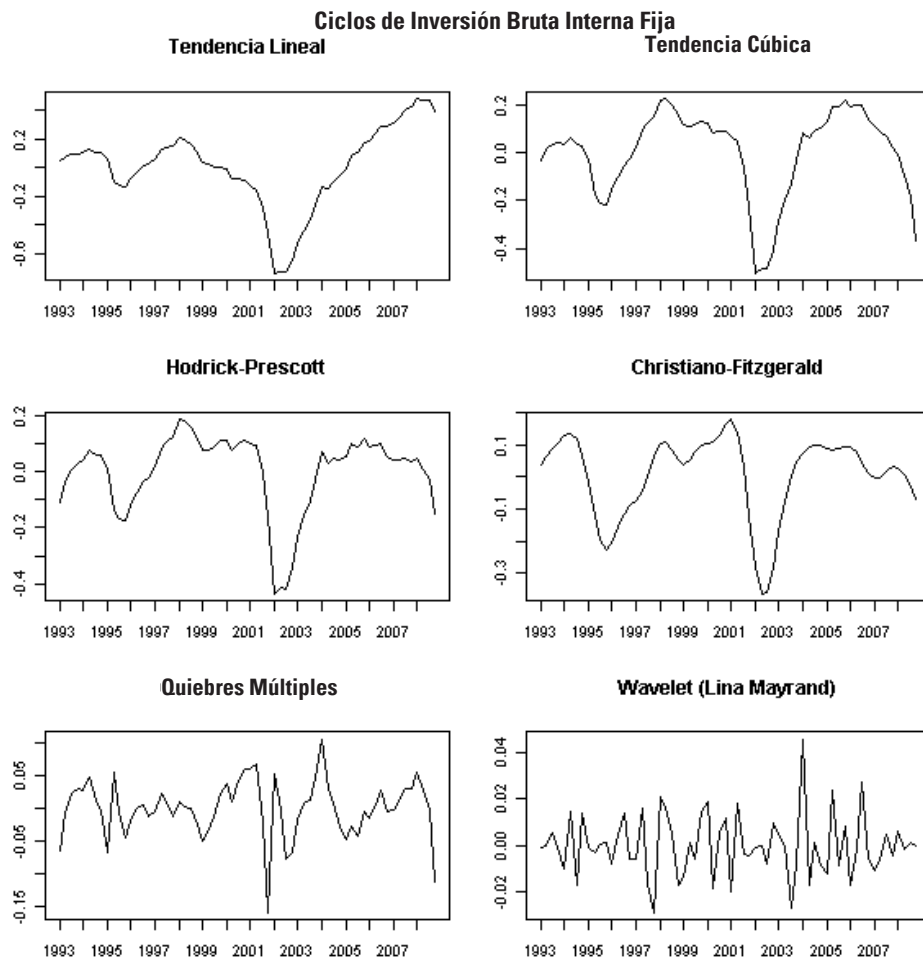 Ciclos de Inversión Bruta Interna Fija
Tendencia Lineal
Tendencia Cúbica
0.2
-0.2
-0.6
1993 1995 1997 1999 2001 2003 2005 2007
0.2
0.0
-0.2
-0.4
1993 1995 1997 1999 2001 2003 2005 2007
Hodrick-Prescott
Christiano-Fitzgerald
0.2
0.0
-0.2
-0.4
1993 1995 1997 1999 2001 2003 2005 2007
0.1
-0.1
-0.3
1993 1995 1997 1999 2001 2003 2005 2007
Quiebres Múltiples
Wavelet (Lina Mayrand)
0.05
-0.05
-0.15
1993 1995 1997 1999 2001 2003 2005 2007
0.04
0.02
0.00
-0.02
1993 1995 1997 1999 2001 2003 2005 2007